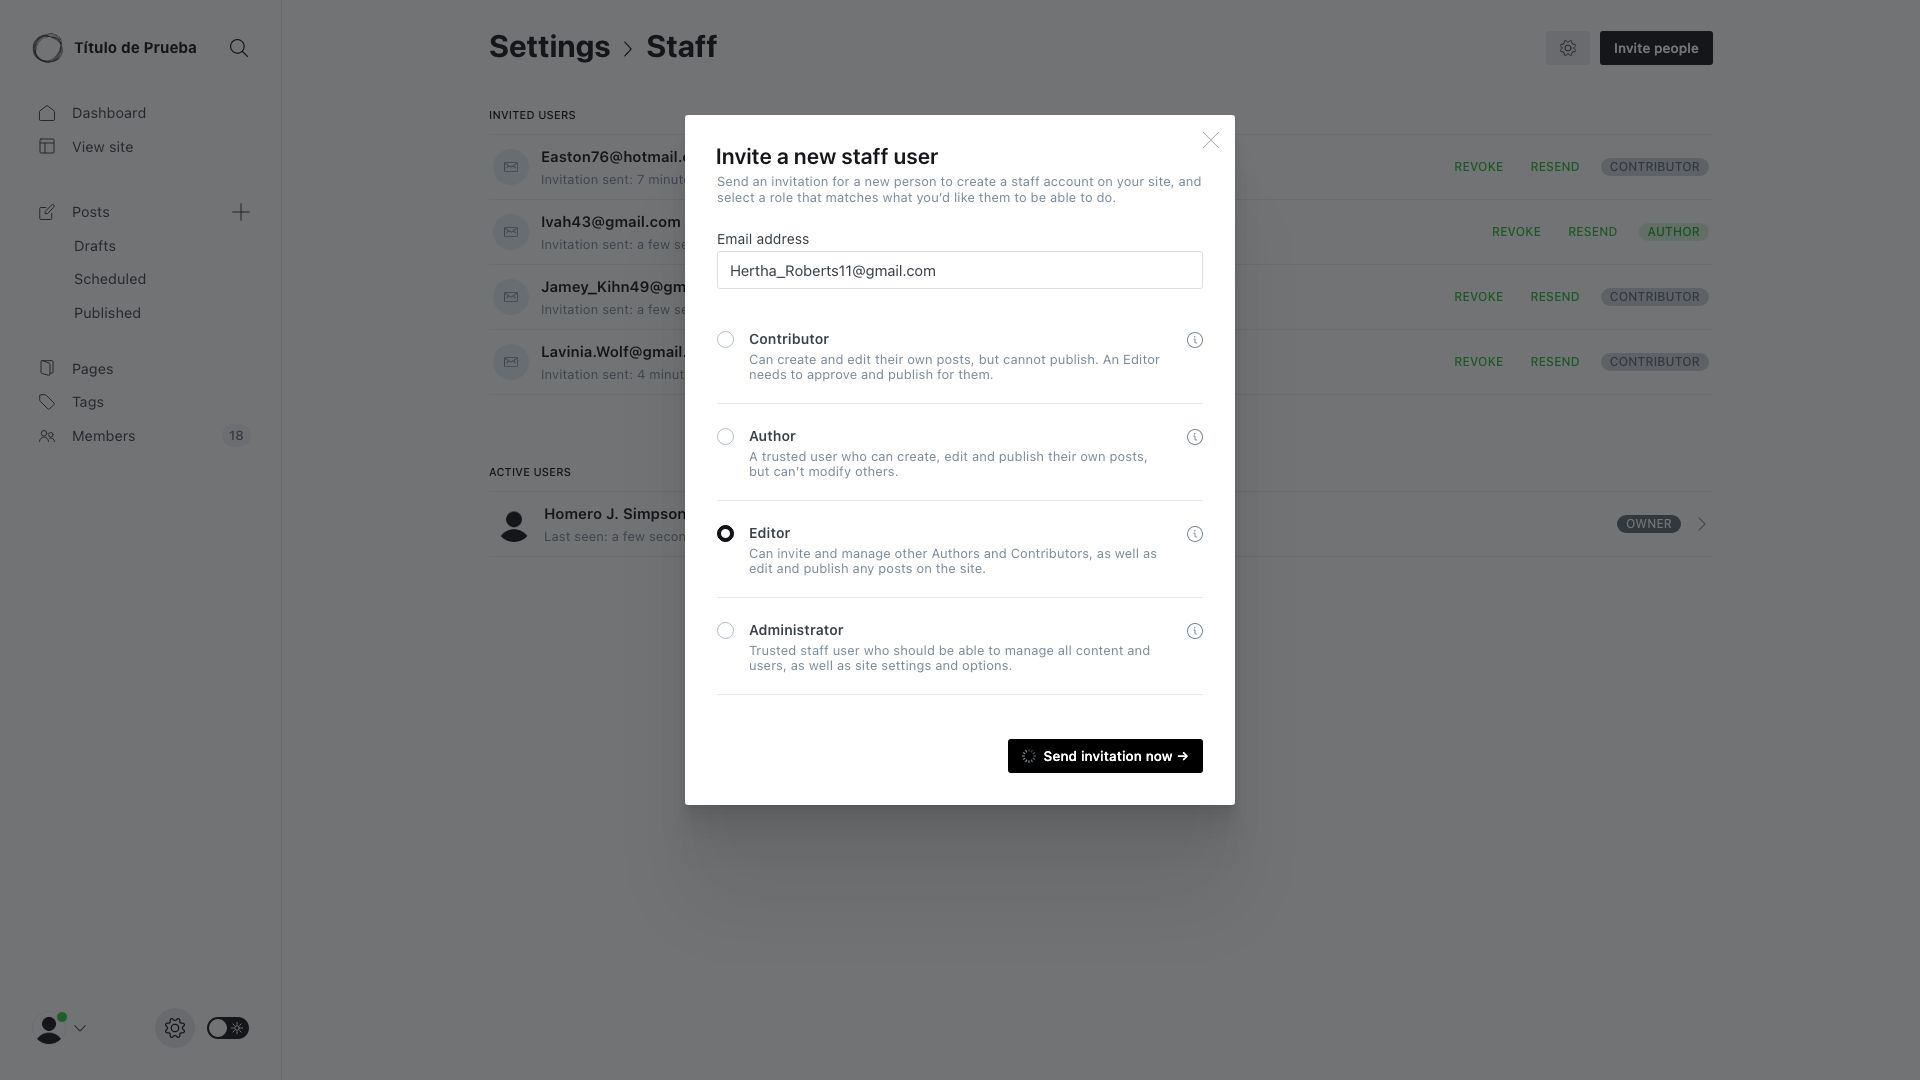 Título de Prueba
Dashboard
View site
Posts
Drafts
Scheduled
Published
Pages
Tags
Members 18
Settings > Staff
Invite people
INVITED USERS
Easton76@hotmail.
Invitation sent: 7 minut
REVOKE RESEND CONTRIBUTOR
Ivah43@gmail.com
Invitation sent: a few se
REVOKE RESEND AUTHOR
Jamey_Kihn49@gm
Invitation sent: a few se
REVOKE RESEND CONTRIBUTOR
Lavinia.Wolf@gmail.
Invitation sent: 4 minut
REVOKE RESEND CONTRIBUTOR
ACTIVE USERS
Homero J. Simpson
Last seen: a few secon
OWNER
Invite a new staff user
Send an invitation for a new person to create a staff account on your site, and
select a role that matches what you'd like them to be able to do.
Email address
Hertha_Roberts11@gmail.com
Contributor
Can create and edit their own posts, but cannot publish. An Editor
needs to approve and publish for them.
Author
A trusted user who can create, edit and publish their own posts,
but can't modify others.
Editor
Can invite and manage other Authors and Contributors, as well as
edit and publish any posts on the site.
Administrator
Trusted staff user who should be able to manage all content and
users, as well as site settings and options.
Send invitation now →